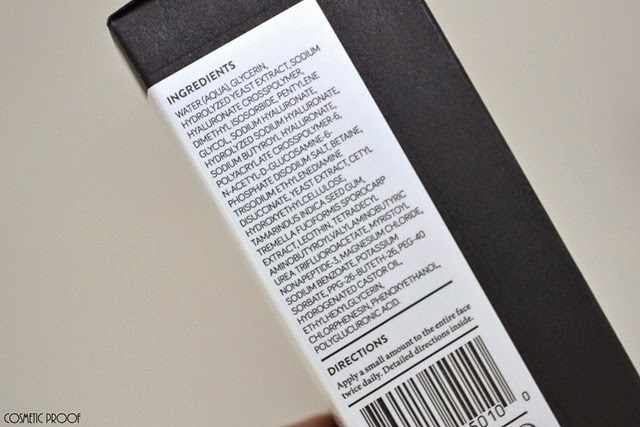 INGREDIENTS
WATER (AQUA), GLYCERIN,
HYDROLYZED YEAST EXTRACT, SODIUM
HYALURONATE CROSSPOLYMER,
DIMETHYL ISOSORBIDE, PENTYLENE
GLYCOL, SODIUM HYALURONATE,
HYDROLYZED SODIUM HYALURONATE,
SODIUM BUTYROYL HYALURONATE,
POLYACRYLATE CROSSPOLYMER-6,
N-ACETYL-D-GLUCOSAMINE-6-
PHOSPHATE DISODIUM SALT, BETAINE,
TRISODIUM ETHYLENEDIAMINE
DISUCCINATE, YEAST EXTRACT, CETYL
HYDROXYETHYLCELLULOSE,
TAMARINDUS INDICA SEED GUM,
TREMELLA FUCIFORMIS SPOROCARP
EXTRACT, LECITHIN, TETRADECYL
AMINOBUTYROYLVALYLAMINOBUTYRIC
UREA TRIFLUOROACETATE, MYRISTOYL
NONAPEPTIDE-3, MAGNESIUM CHLORIDE,
SODIUM BENZOATE, POTASSIUM
SORBATE, PPG-26-BUTETH-26, PEG-40
HYDROGENATED CASTOR OIL,
ETHYLHEXYLGLYCERIN,
CHLORPHENESIN, PHENOXYETHANOL,
POLYGLUCURONIC ACID.
DIRECTIONS
Apply a small amount to the entire face
twice daily. Detailed directions inside.
5010 0
COSMETIC PROOF